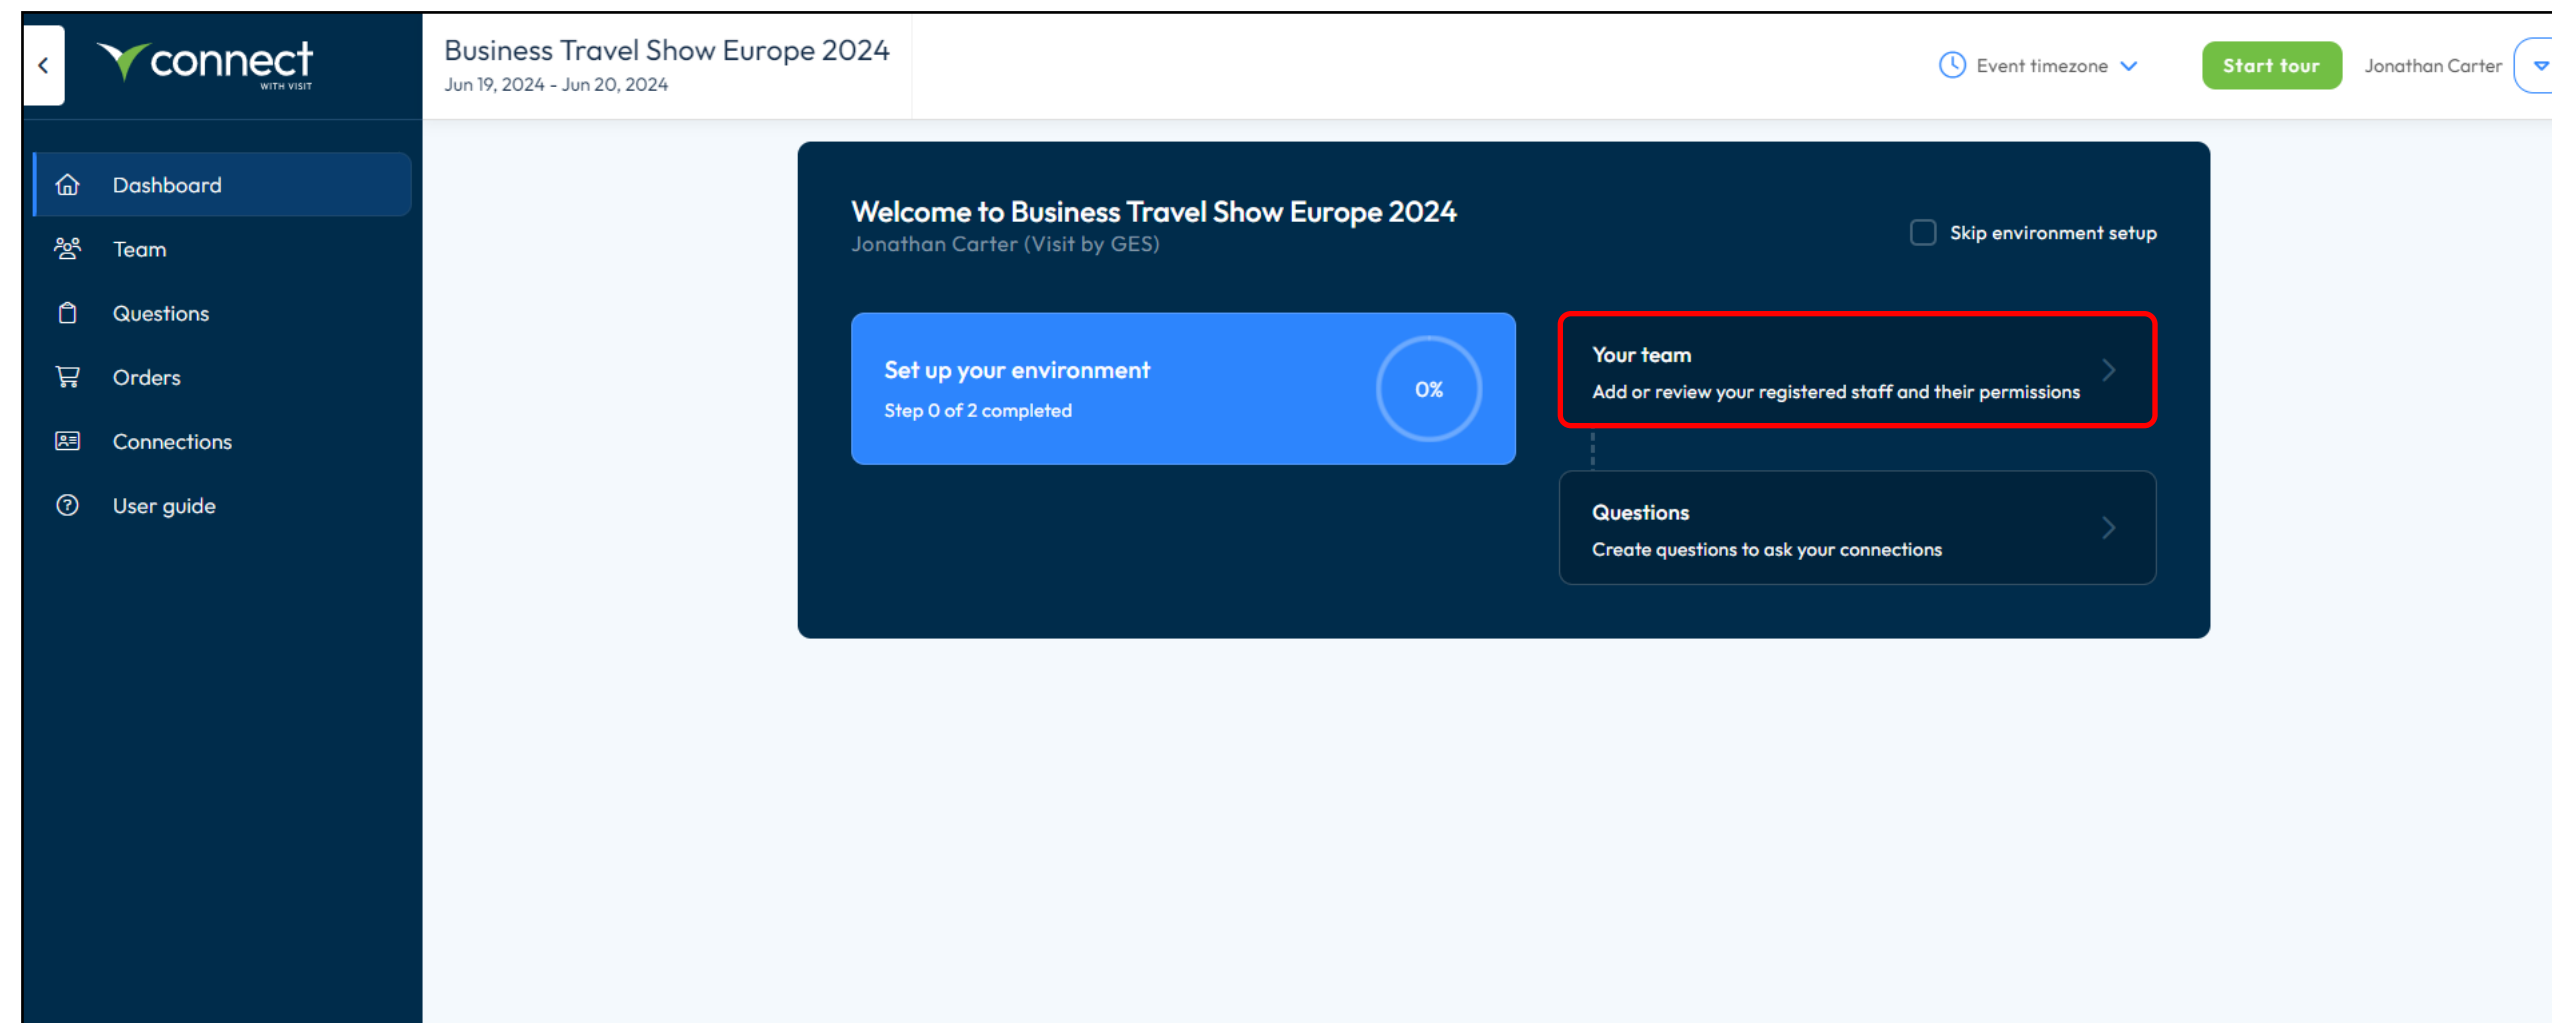 connect
WITH VISIT
Business Travel Show Europe 2024
Jun 19, 2024 - Jun 20, 2024
Event timezone
Start tour
Jonathan Carter
Dashboard
Team
Questions
Orders
Connections
User guide
Welcome to Business Travel Show Europe 2024
Jonathan Carter (Visit by GES)
Skip environment setup
Set up your environment
Step 0 of 2 completed
0%
Your team
Add or review your registered staff and their permissions
Questions
Create questions to ask your connections